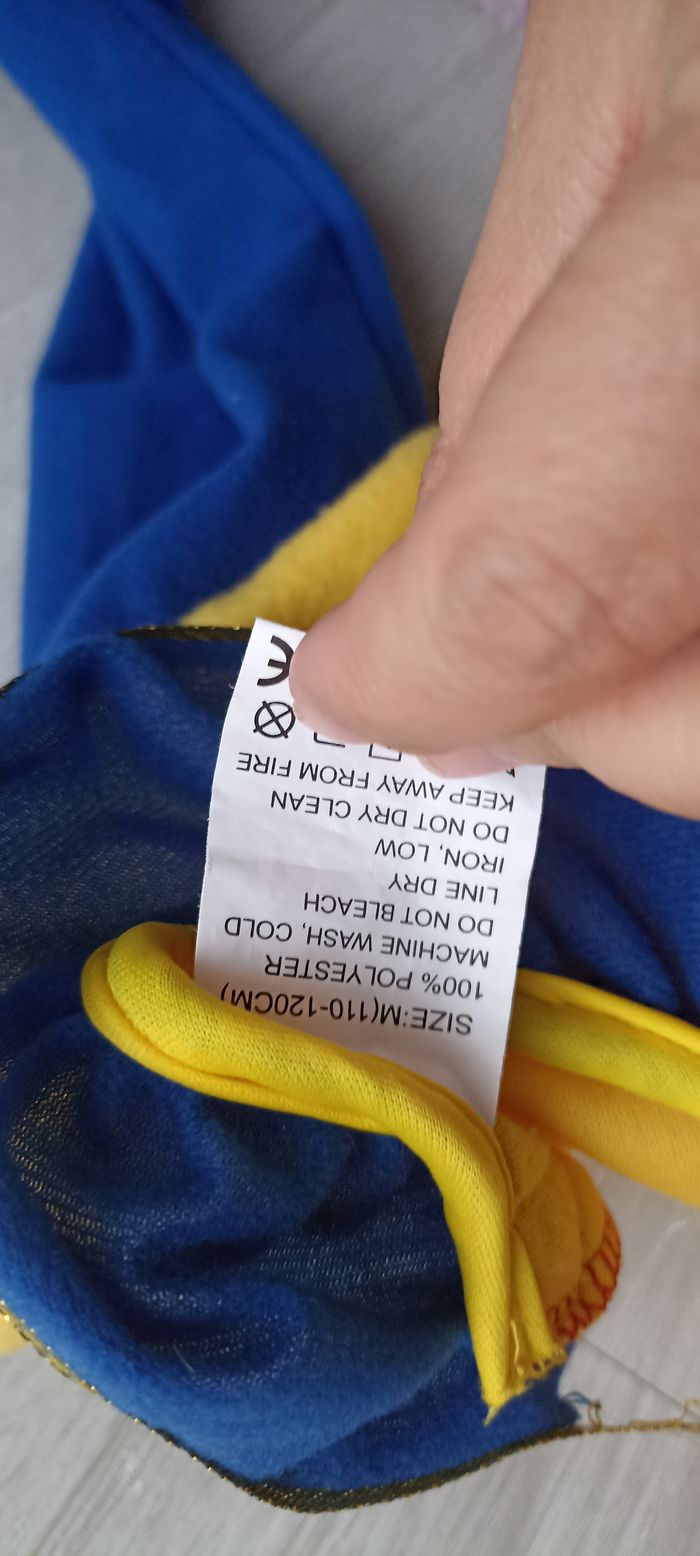 SIZE:M(110-120CM)
100% POLYESTER
MACHINE WASH, COLD
DO NOT BLEACH
LINE DRY
IRON, LOW
DO NOT DRY CLEAN
KEEP AWAY FROM FIRE
CE